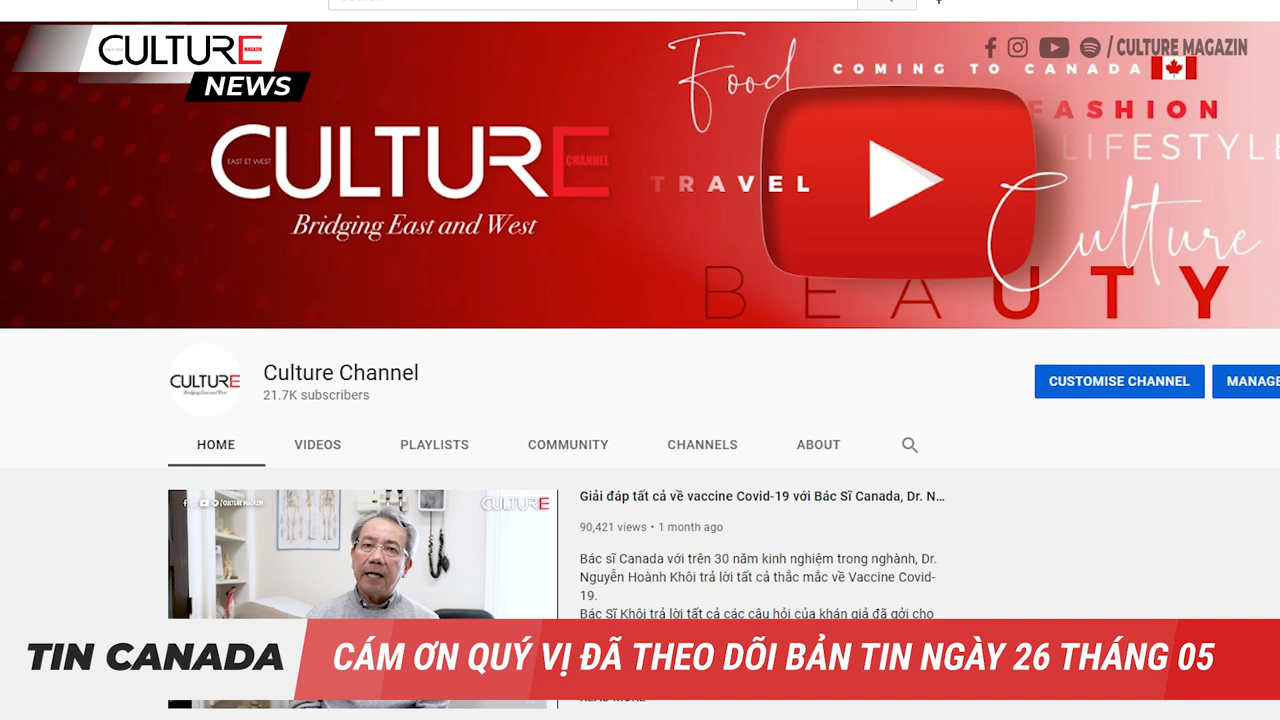 CULTURE MAGAZIN
NEWS
/ CULTURE MAGAZIN
Food
COMING TO CANADA
FASHION
LIFESTYLE
CULTURE
EAST ET WEST
CHANNEL
Bridging East and West
TRAVEL
Culture
BEAUTY
CULTURE
Bridging East and West
Culture Channel
21.7K subscribers
CUSTOMISE CHANNEL
MANAGE
HOME
VIDEOS
PLAYLISTS
COMMUNITY
CHANNELS
ABOUT
/CULTURE MAGAZIN
CULTURE
Giải đáp tất cả về vaccine Covid-19 với Bác Sĩ Canada, Dr. N...
90,421 views • 1 month ago
Bác sĩ Canada với trên 30 năm kinh nghiệm trong nghành, Dr.
Nguyễn Hoành Khôi trả lời tất cả thắc mắc về Vaccine Covid-
19.
Bác Sĩ Khôi trả lời tất cả các câu hỏi của khán giả đã gởi cho
TIN CANADA
CÁM ƠN QUÝ VỊ ĐÃ THEO DÕI BẢN TIN NGÀY 26 THÁNG 05